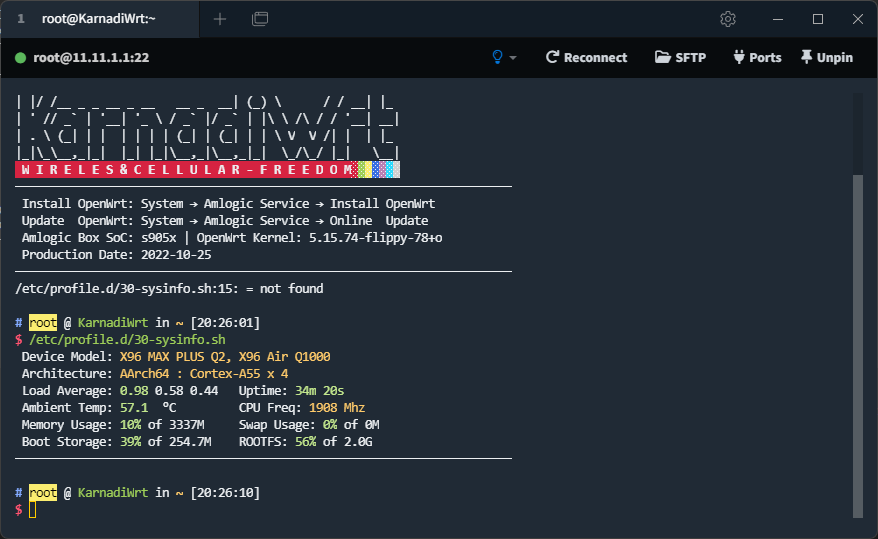 1 root@KarnadiWrt:~
root@11.11.1.1:22 Reconnect SFTP Ports Unpin
WIRELES&CELLULAR-FREEDOM
Install OpenWrt: System → Amlogic Service → Install OpenWrt
Update OpenWrt: System → Amlogic Service → Online Update
Amlogic Box SoC: s905x | OpenWrt Kernel: 5.15.74-flippy-78+o
Production Date: 2022-10-25
/etc/profile.d/30-sysinfo.sh:15: = not found
# root @ KarnadiWrt in ~ [20:26:01]
$ /etc/profile.d/30-sysinfo.sh
Device Model: X96 MAX PLUS Q2, X96 Air Q1000
Architecture: AArch64 : Cortex-A55 x 4
Load Average: 0.98 0.58 0.44 Uptime: 34m 20s
Ambient Temp: 57.1 °C CPU Freq: 1908 Mhz
Memory Usage: 10% of 3337M Swap Usage: 0% of 0M
Boot Storage: 39% of 254.7M ROOTFS: 56% of 2.0G
# root @ KarnadiWrt in ~ [20:26:10]
$